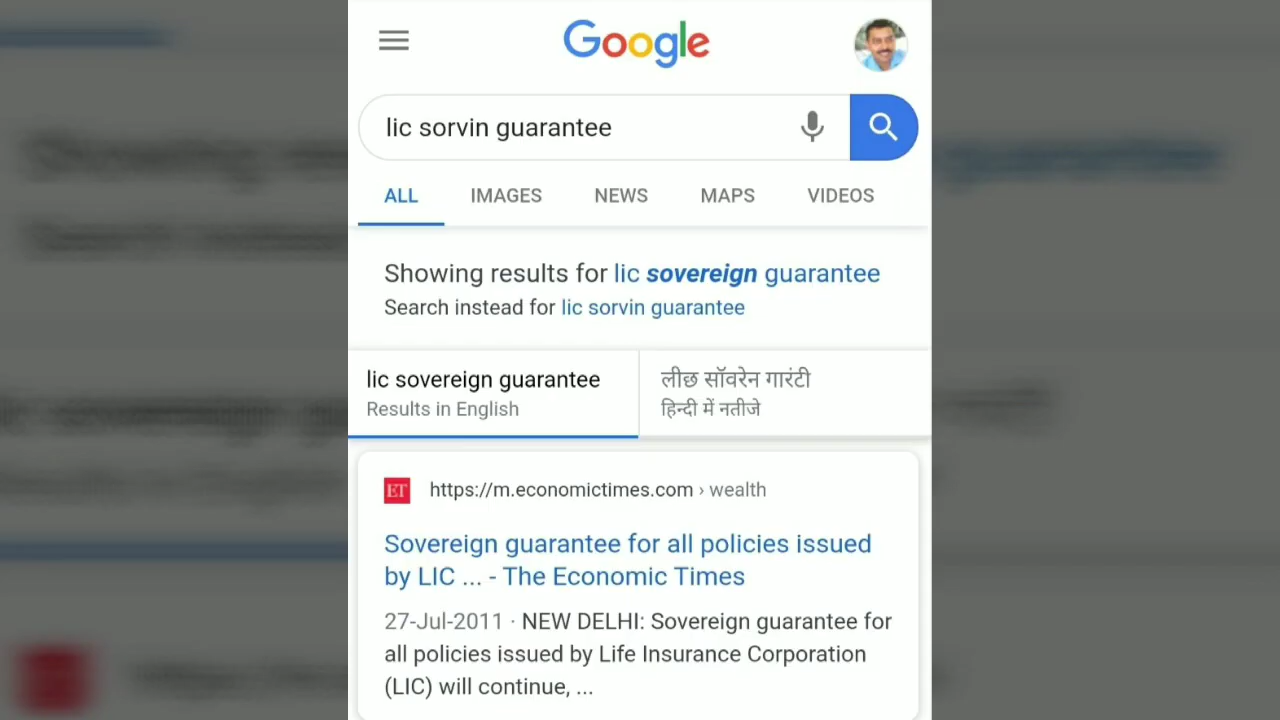 Google
lic sorvin guarantee
ALL IMAGES NEWS MAPS VIDEOS
Showing results for lic sovereign guarantee
Search instead for lic sorvin guarantee
lic sovereign guarantee
Results in English
लीछ सॉवरेन गारंटी
हिन्दी में नतीजे
ET https://m.economictimes.com › wealth
Sovereign guarantee for all policies issued
by LIC ... - The Economic Times
27-Jul-2011 · NEW DELHI: Sovereign guarantee for
all policies issued by Life Insurance Corporation
(LIC) will continue, ...